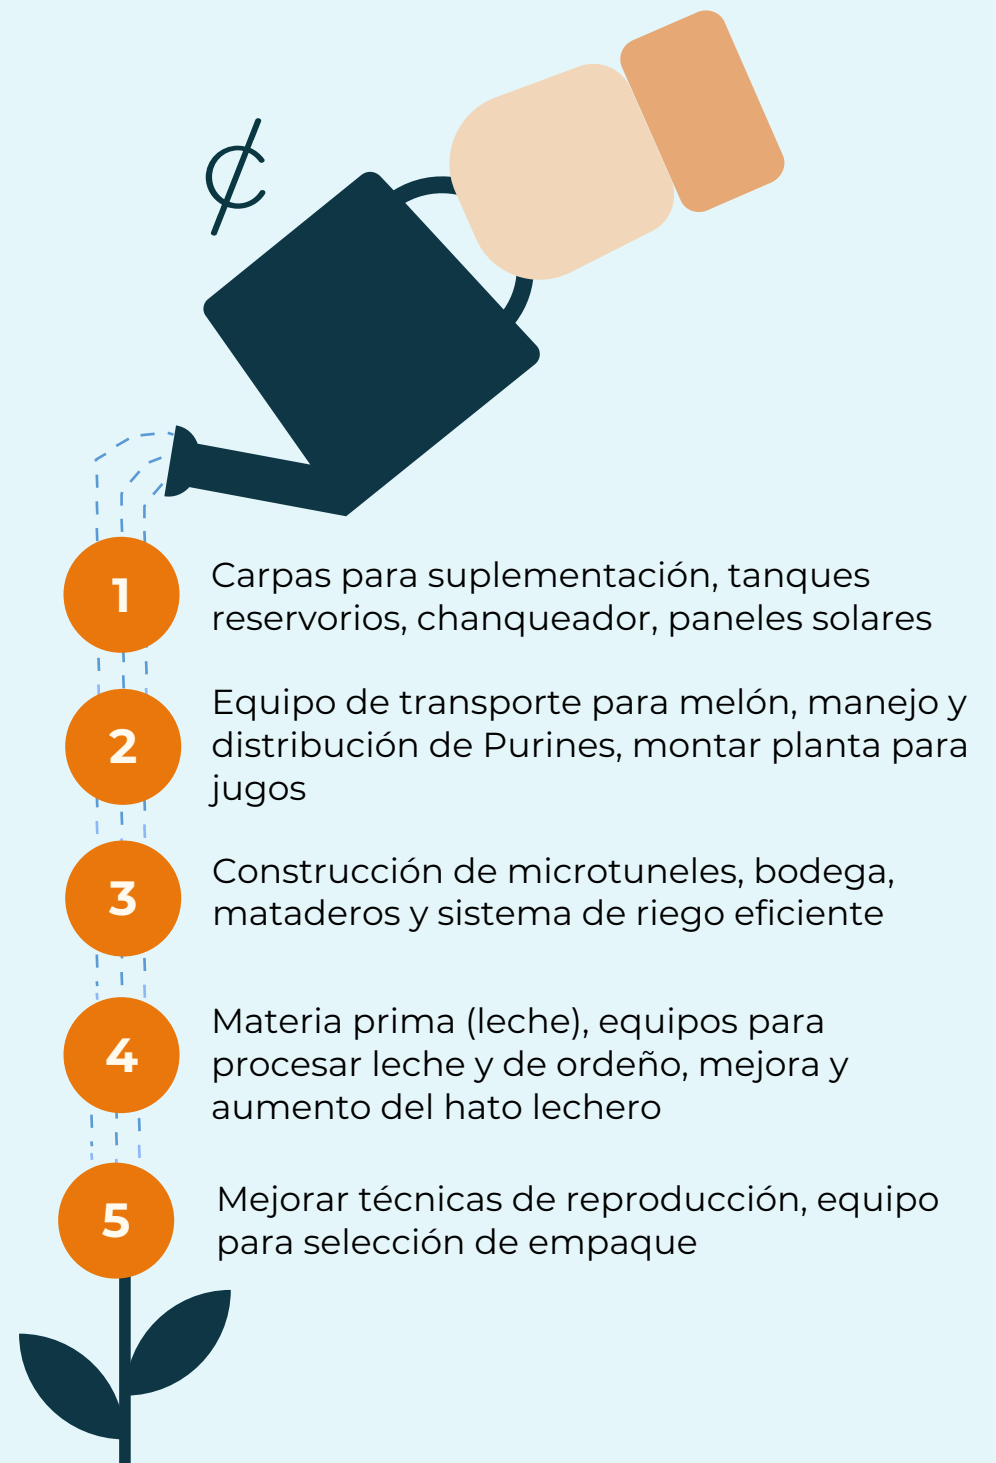 ₡
1
Carpas para suplementación, tanques
reservorios, chanqueador, paneles solares
2
Equipo de transporte para melón, manejo y
distribución de Purines, montar planta para
jugos
3
Construcción de microtuneles, bodega,
mataderos y sistema de riego eficiente
4
Materia prima (leche), equipos para
procesar leche y de ordeño, mejora y
aumento del hato lechero
5
Mejorar técnicas de reproducción, equipo
para selección de empaque